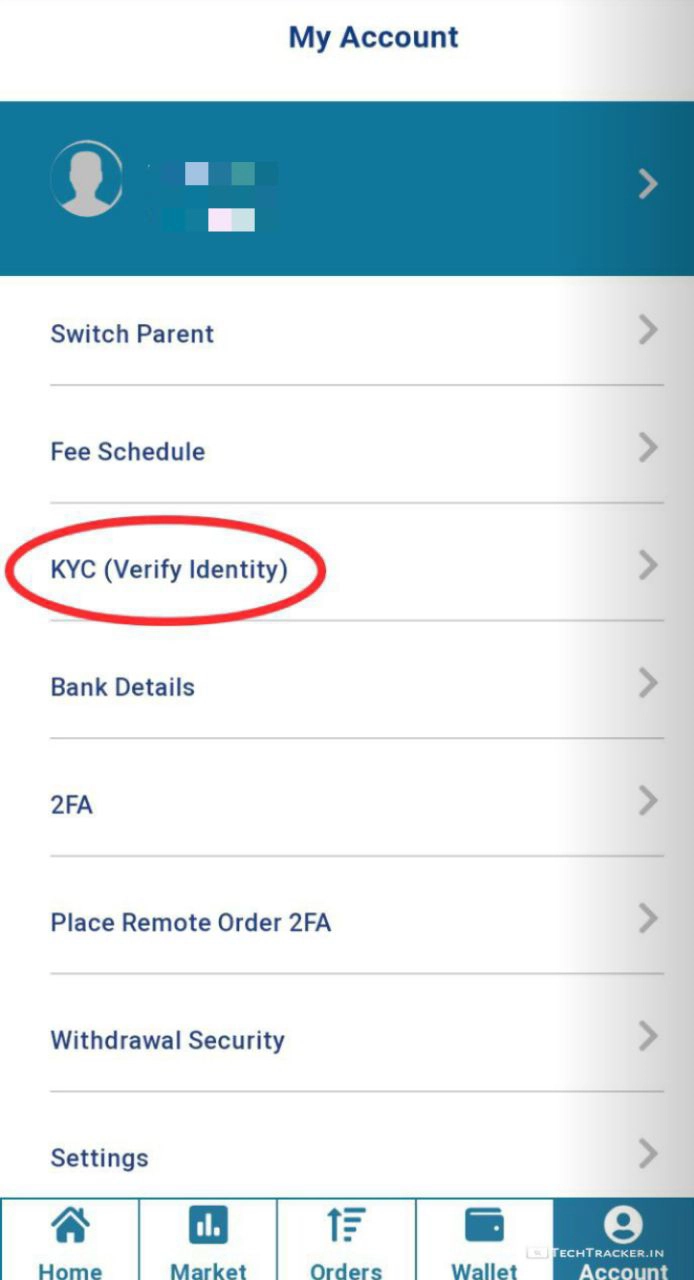 My Account
Switch Parent
Fee Schedule
KYC (Verify Identity)
Bank Details
2FA
Place Remote Order 2FA
Withdrawal Security
Settings
Home
Market
Orders
Wallet
Account
TECHTRACKER.IN